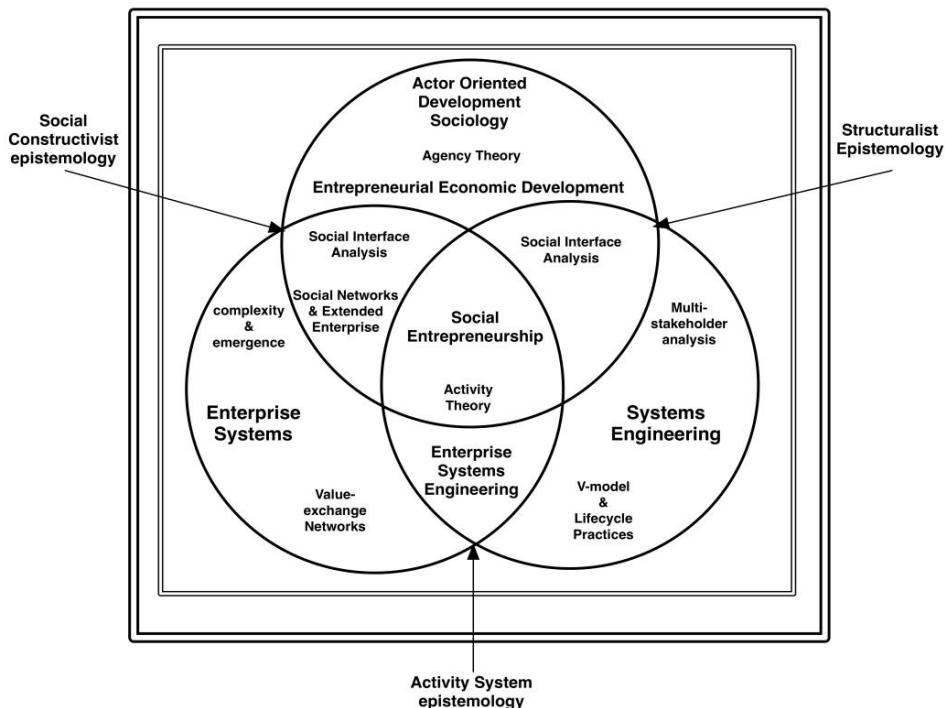 Actor Oriented
Development
Sociology
Social
Constructivist
epistemology
Structuralist
Epistemology
Agency Theory
Entrepreneurial Economic Development
Social Interface
Analysis
Social Interface
Analysis
Social Networks
& Extended
Enterprise
complexity
&
emergence
Social
Entrepreneurship
Multi-
stakeholder
analysis
Activity
Theory
Enterprise
Systems
Systems
Engineering
Enterprise
Systems
Engineering
Value-
exchange
Networks
V-model
&
Lifecycle
Practices
Activity System
epistemology